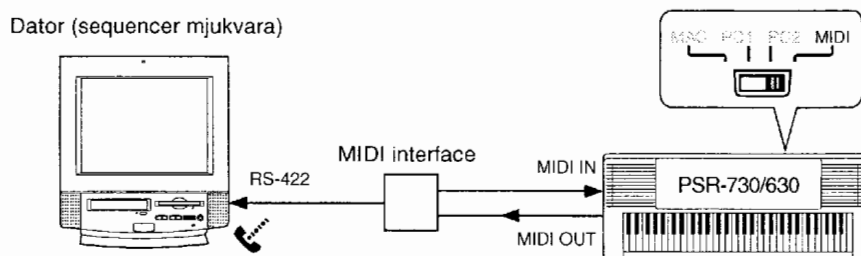 Dator (sequencer mjukvara)
MAC PC1 PC2 MIDI
MIDI interface
RS-422
MIDI IN
PSR-730/630
MIDI OUT